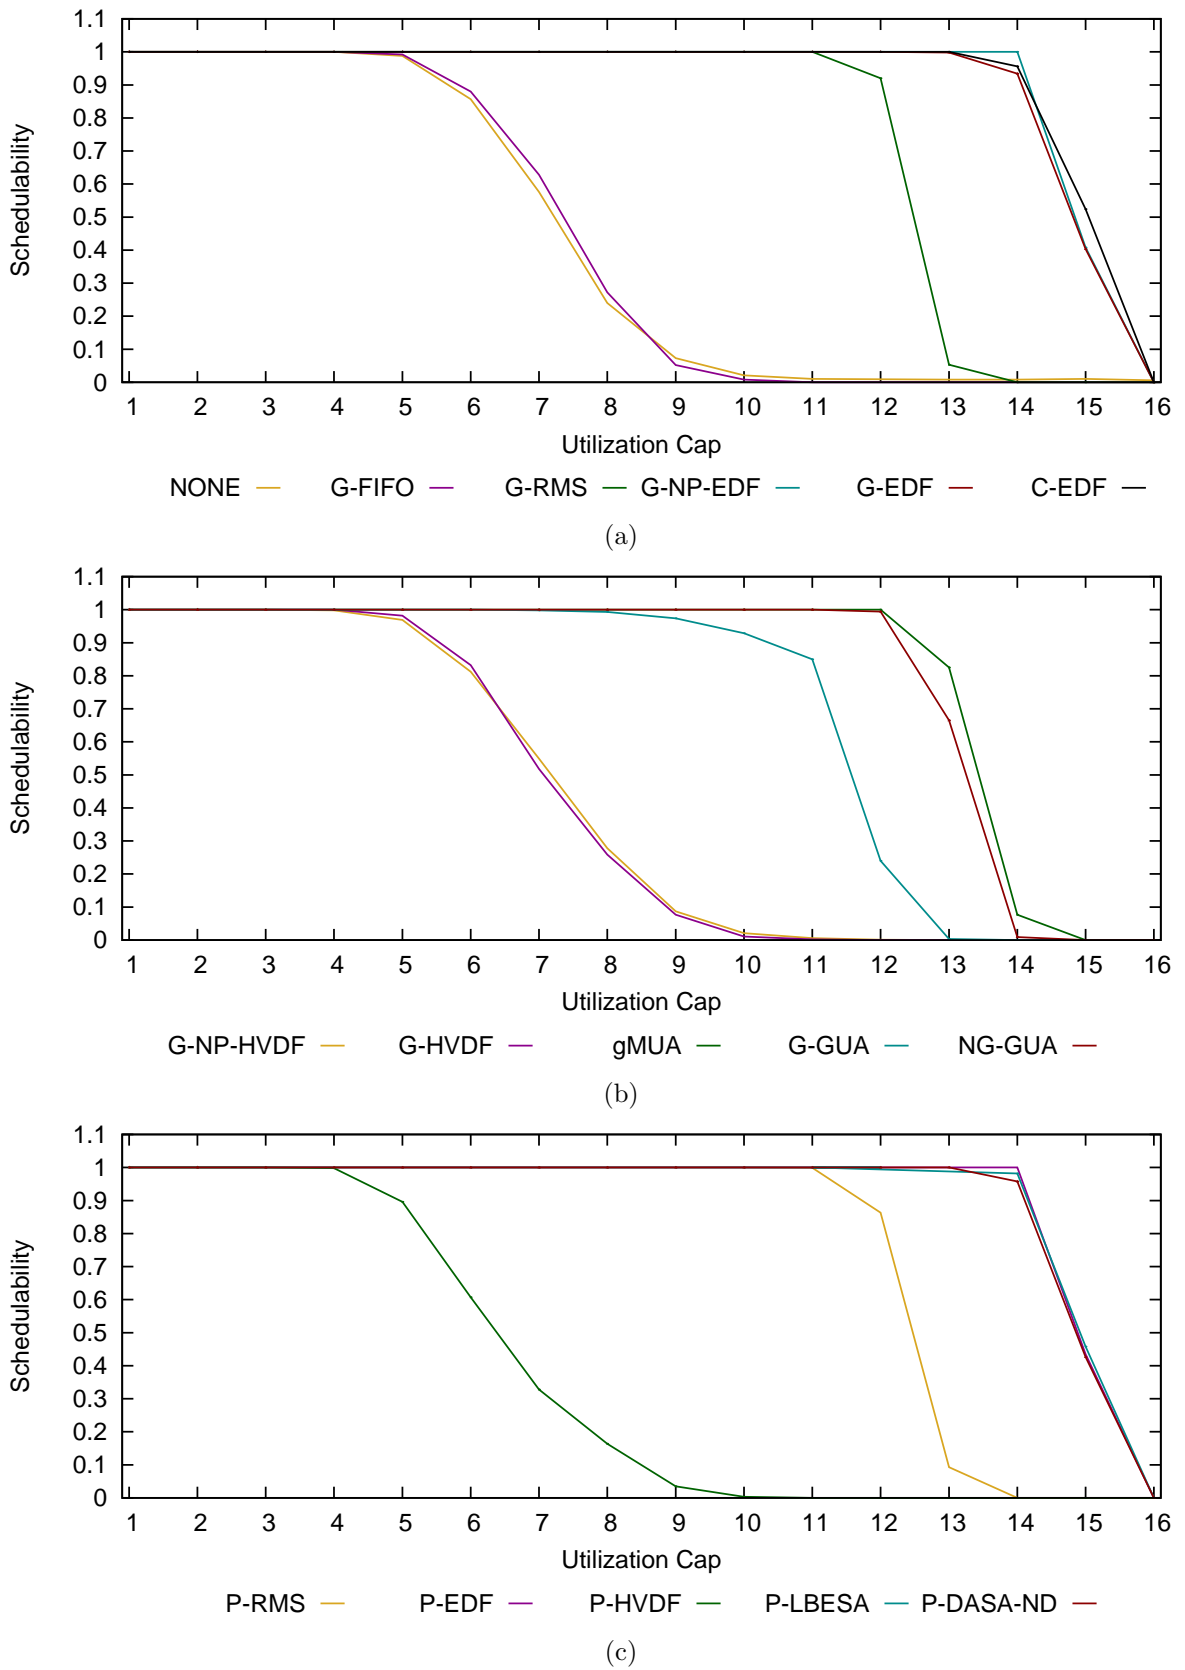 1.1
1
0.9
0.8
0.7
0.6
0.5
0.4
0.3
0.2
0.1
0
Schedulability
1 2 3 4 5 6 7 8 9 10 11 12 13 14 15 16
Utilization Cap
NONE G-FIFO G-RMS G-NP-EDF G-EDF C-EDF
(a)
1.1
1
0.9
0.8
0.7
0.6
0.5
0.4
0.3
0.2
0.1
0
Schedulability
1 2 3 4 5 6 7 8 9 10 11 12 13 14 15 16
Utilization Cap
G-NP-HVDF G-HVDF gMUA G-GUA NG-GUA
(b)
1.1
1
0.9
0.8
0.7
0.6
0.5
0.4
0.3
0.2
0.1
0
Schedulability
1 2 3 4 5 6 7 8 9 10 11 12 13 14 15 16
Utilization Cap
P-RMS P-EDF P-HVDF P-LBESA P-DASA-ND
(c)